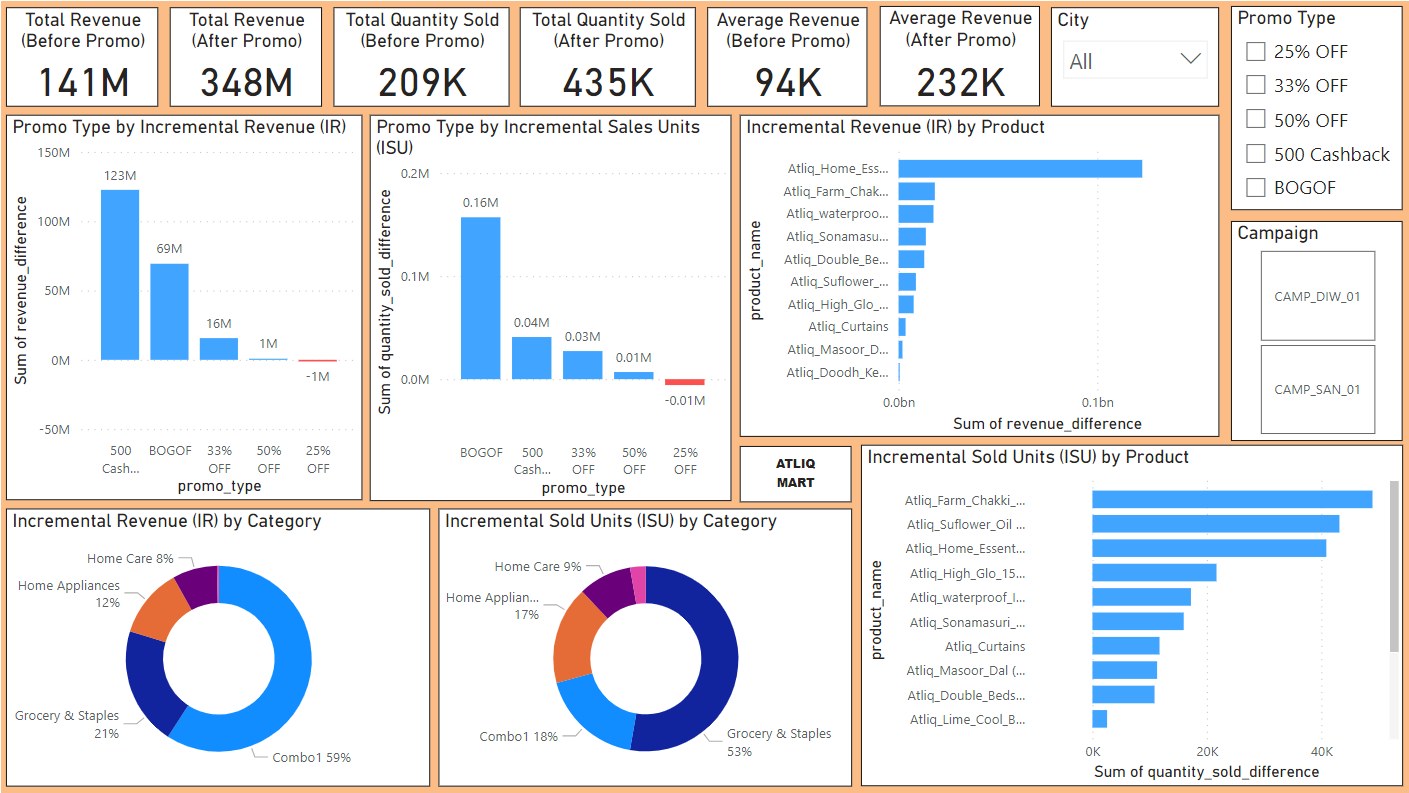 Total Revenue
(Before Promo)
141M
Total Revenue
(After Promo)
348M
Total Quantity Sold
(Before Promo)
209K
Total Quantity Sold
(After Promo)
435K
Average Revenue
(Before Promo)
94K
Average Revenue
(After Promo)
232K
City
All
Promo Type
25% OFF
33% OFF
50% OFF
500 Cashback
BOGOF
Promo Type by Incremental Revenue (IR)
Sum of revenue_difference
150M
100M
50M
0M
-50M
123M
69M
16M
1M
-1M
500
Cash...
BOGOF
33%
OFF
50%
OFF
25%
OFF
promo_type
Promo Type by Incremental Sales Units
(ISU)
Sum of quantity_sold_difference
0.2M
0.1M
0.0M
0.16M
0.04M
0.03M
0.01M
-0.01M
BOGOF
500
Cash...
33%
OFF
50%
OFF
25%
OFF
promo_type
Incremental Revenue (IR) by Product
product_name
Atliq_Home_Ess...
Atliq_Farm_Chak...
Atliq_waterproo...
Atliq_Sonamasu...
Atliq_Double_Be...
Atliq_Suflower_...
Atliq_High_Glo_...
Atliq_Curtains
Atliq_Masoor_D...
Atliq_Doodh_Ke...
0.0bn
0.1bn
Sum of revenue_difference
Campaign
CAMP_DIW_01
CAMP_SAN_01
ATLIQ
MART
Incremental Revenue (IR) by Category
Home Care 8%
Home Appliances
12%
Grocery & Staples
21%
Combo1 59%
Incremental Sold Units (ISU) by Category
Home Care 9%
Home Applian...
17%
Combo1 18%
Grocery & Staples
53%
Incremental Sold Units (ISU) by Product
product_name
Atliq_Farm_Chakki_...
Atliq_Suflower_Oil ...
Atliq_Home_Essent...
Atliq_High_Glo_15...
Atliq_waterproof_I...
Atliq_Sonamasuri_...
Atliq_Curtains
Atliq_Masoor_Dal (...
Atliq_Double_Beds...
Atliq_Lime_Cool_B...
0K
20K
40K
Sum of quantity_sold_difference